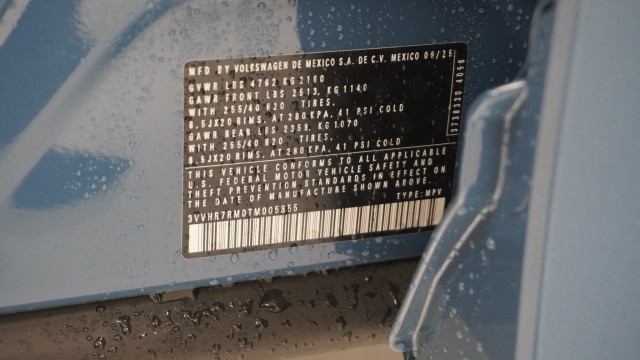 MFD BY VOLKSWAGEN DE MEXICO S.A. DE C.V. MEXICO 08/25
GVWR LBS 4762 KG 2160
GAWR FRONT LBS 2513, KG 1140
WITH 255/40 R20 TIRES.
8.5JX20 RIMS, AT 280 KPA, 41 PSI COLD
GAWR REAR LBS 2359, KG 1070
WITH 255/40 R20 TIRES.
8.5JX20 RIMS, AT 280 KPA, 41 PSI COLD
THIS VEHICLE CONFORMS TO ALL APPLICABLE
U.S. FEDERAL MOTOR VEHICLE SAFETY AND
THEFT PREVENTION STANDARDS IN EFFECT ON
THE DATE OF MANUFACTURE SHOWN ABOVE.
3VVHR7RM0TM005855 TYPE: MPV
3736330 4056